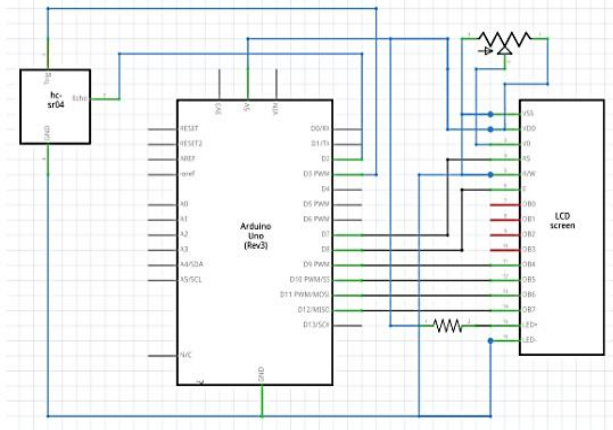 hc-
sr04
Echo
GND
3V3
5V
VIN
RESET
RESET2
AREF
ioref
A0
A1
A2
A3
A4/SDA
A5/SCL
N/C
Arduino
Uno
(Rev3)
D0/RX
D1/TX
D2
D3 PWM
D4
D5 PWM
D6 PWM
D7
D8
D9 PWM
D10 PWM/SS
D11 PWM/MOSI
D12/MISO
D13/SCK
GND
VSS
VDD
V0
RS
R/W
E
DB0
DB1
DB2
DB3
DB4
DB5
DB6
DB7
LED+
LED-
LCD
screen